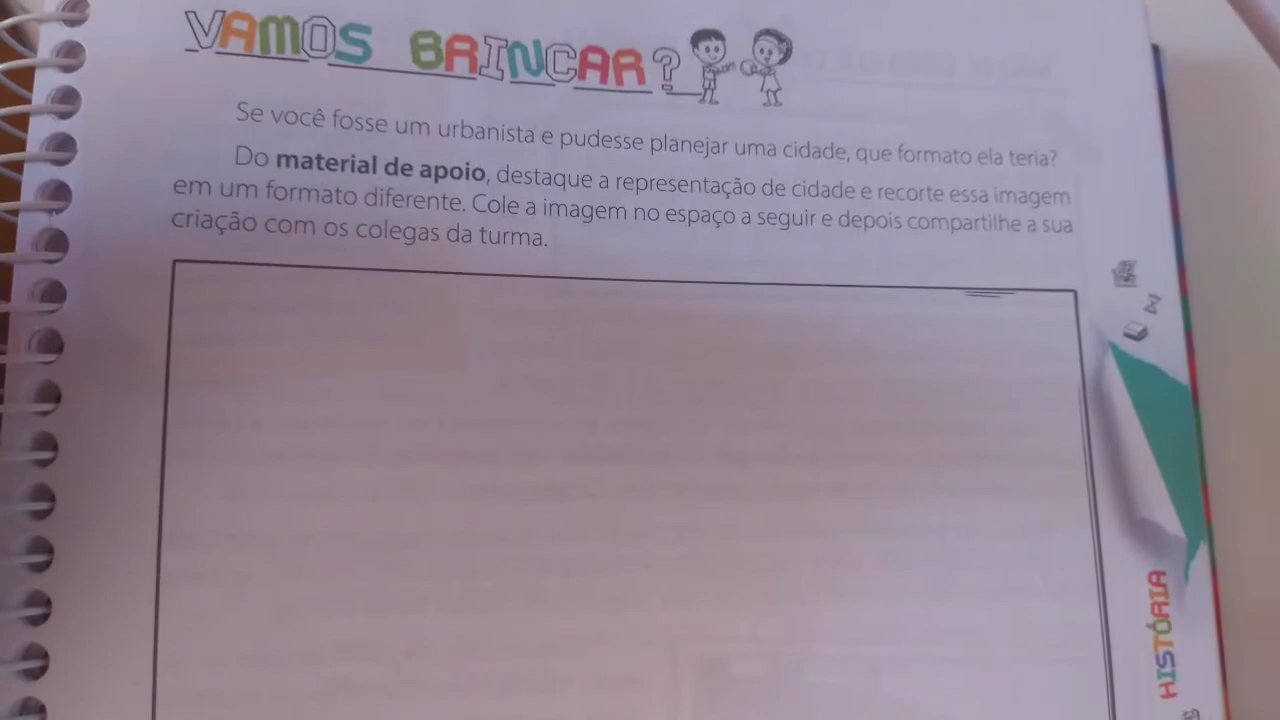 VAMOS BRINCAR?
Se você fosse um urbanista e pudesse planejar uma cidade, que formato ela teria?
Do material de apoio, destaque a representação de cidade e recorte essa imagem
em um formato diferente. Cole a imagem no espaço a seguir e depois compartilhe a sua
criação com os colegas da turma.
HISTÓRIA